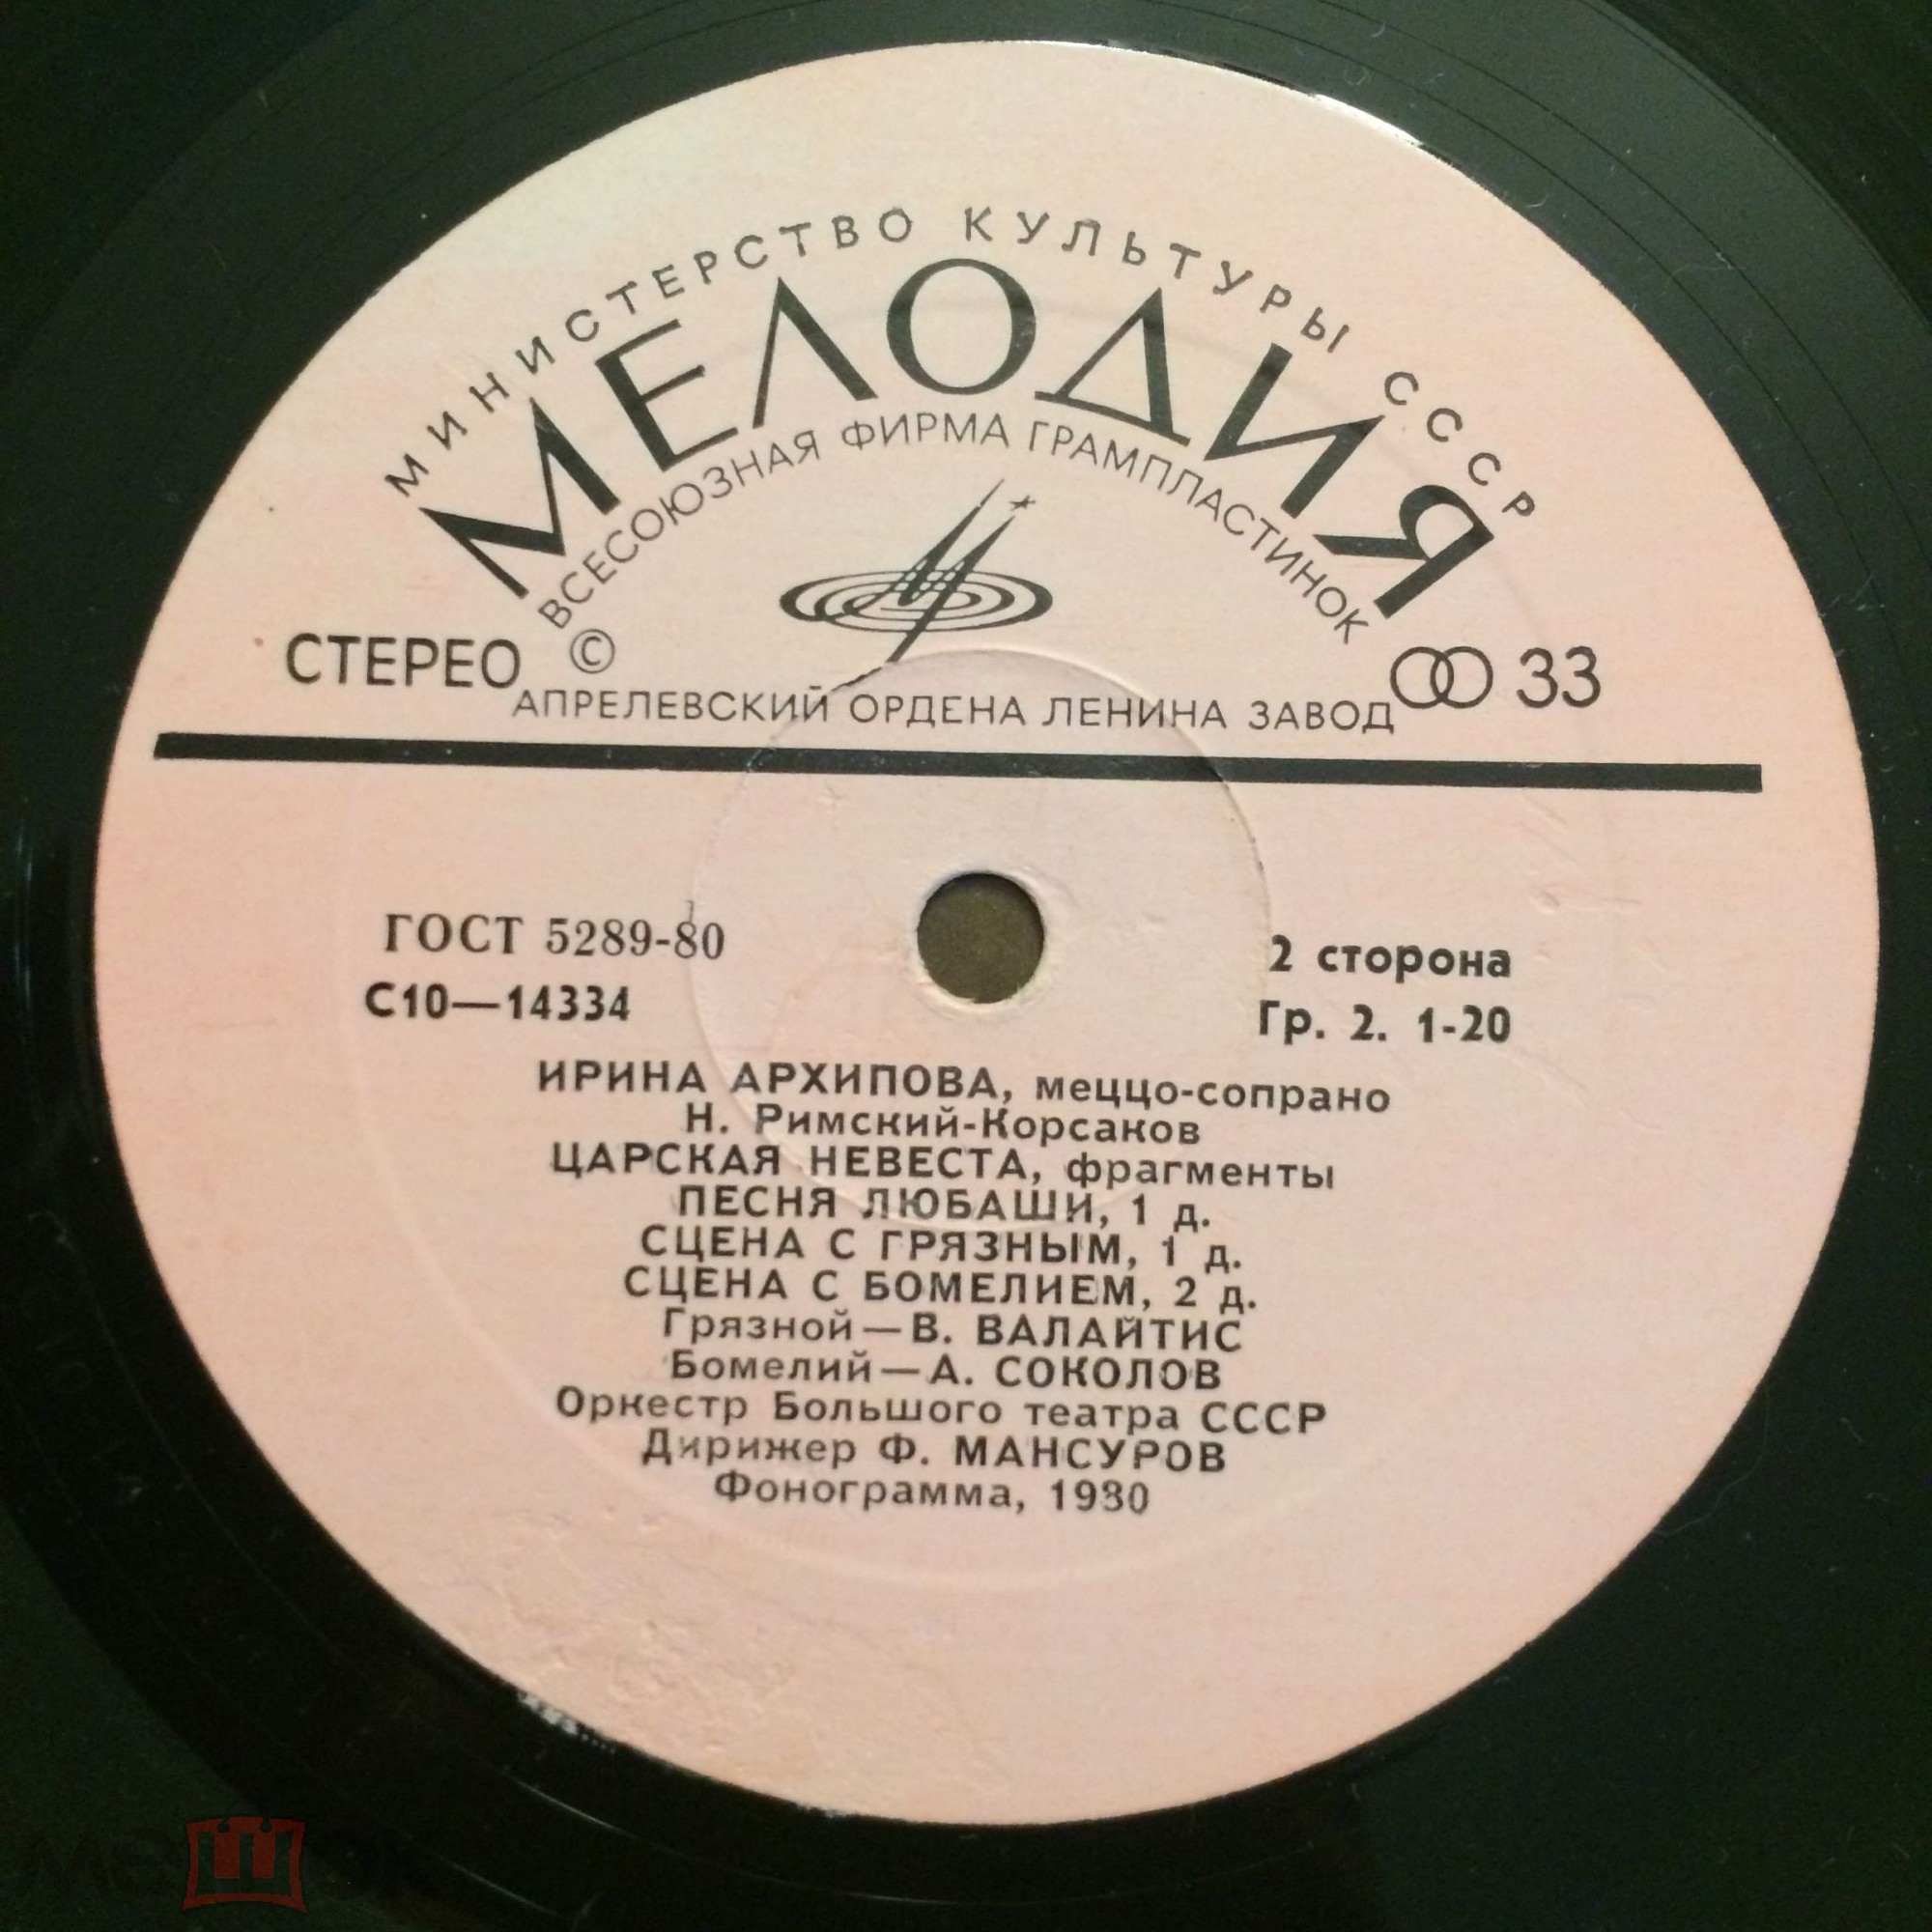 МИНИСТЕРСТВО КУЛЬТУРЫ СССР
МЕЛОДИЯ
ВСЕСОЮЗНАЯ ФИРМА ГРАМПЛАСТИНОК
СТЕРЕО © 33
АПРЕЛЕВСКИЙ ОРДЕНА ЛЕНИНА ЗАВОД
ГОСТ 5289-80
2 сторона
С10—14334
Гр. 2. 1-20
ИРИНА АРХИПОВА, меццо-сопрано
Н. Римский-Корсаков
ЦАРСКАЯ НЕВЕСТА, фрагменты
ПЕСНЯ ЛЮБАШИ, 1 д.
СЦЕНА С ГРЯЗНЫМ, 1 д.
СЦЕНА С БОМЕЛИЕМ, 2 д.
Грязной—В. ВАЛАЙТИС
Бомелий—А. СОКОЛОВ
Оркестр Большого театра СССР
Дирижер Ф. МАНСУРОВ
Фонограмма, 1980
мешок